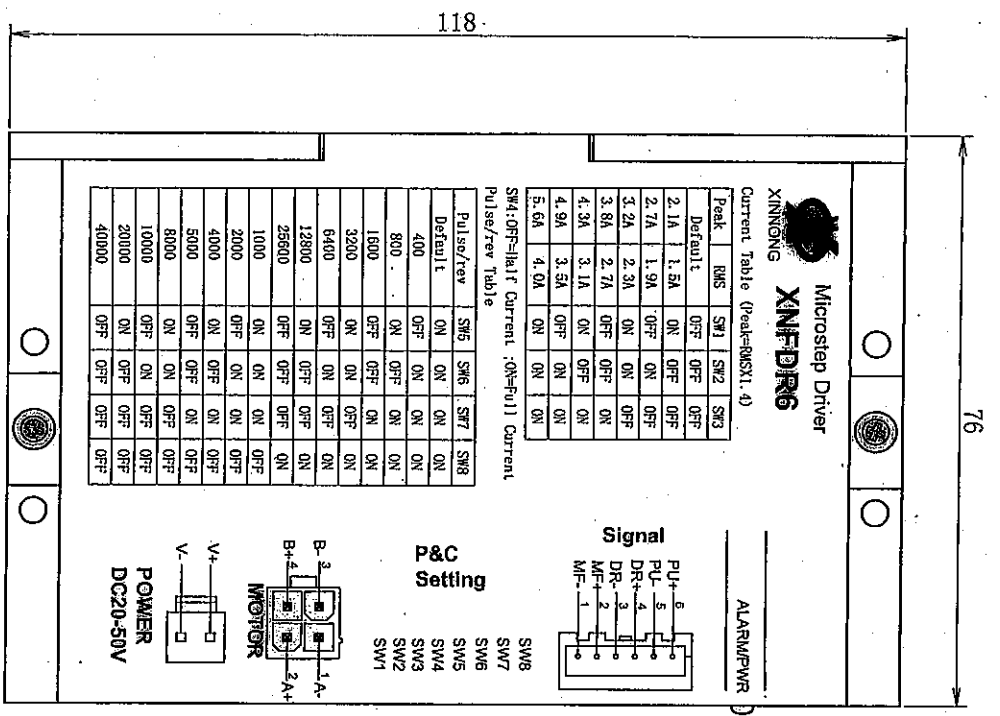 118
76
XINNONG
Microstep Driver
XNFDR6
Current Table (Peak=RMSX1.4)
Peak RMS SW1 SW2 SW3
Default OFF OFF OFF
2.1A 1.5A ON OFF OFF
2.7A 1.9A OFF ON OFF
3.2A 2.3A ON ON OFF
3.8A 2.7A OFF OFF ON
4.3A 3.1A ON OFF ON
4.9A 3.5A OFF ON ON
5.6A 4.0A ON ON ON
SW4:OFF=Half Current ;ON=Full Current
Pulse/rev Table
Pulse/rev SW5 SW6 SW7 SW8
Default ON ON ON ON
400 OFF ON ON ON
800 ON OFF ON ON
1600 OFF OFF ON ON
3200 ON ON OFF ON
6400 OFF ON OFF ON
12800 ON OFF OFF ON
25600 OFF OFF OFF ON
1000 ON ON ON OFF
2000 OFF ON ON OFF
4000 ON OFF ON OFF
5000 OFF OFF ON OFF
8000 ON ON OFF OFF
10000 OFF ON OFF OFF
20000 ON OFF OFF OFF
40000 OFF OFF OFF OFF
ALARM/PWR
Signal
PU+ 6
PU- 5
DR+ 4
DR- 3
MF+ 2
MF- 1
P&C
Setting
SW8
SW7
SW6
SW5
SW4
SW3
SW2
SW1
B- 3
1 A-
B+ 4
2 A+
MOTOR
V+
V-
POWER
DC20-50V